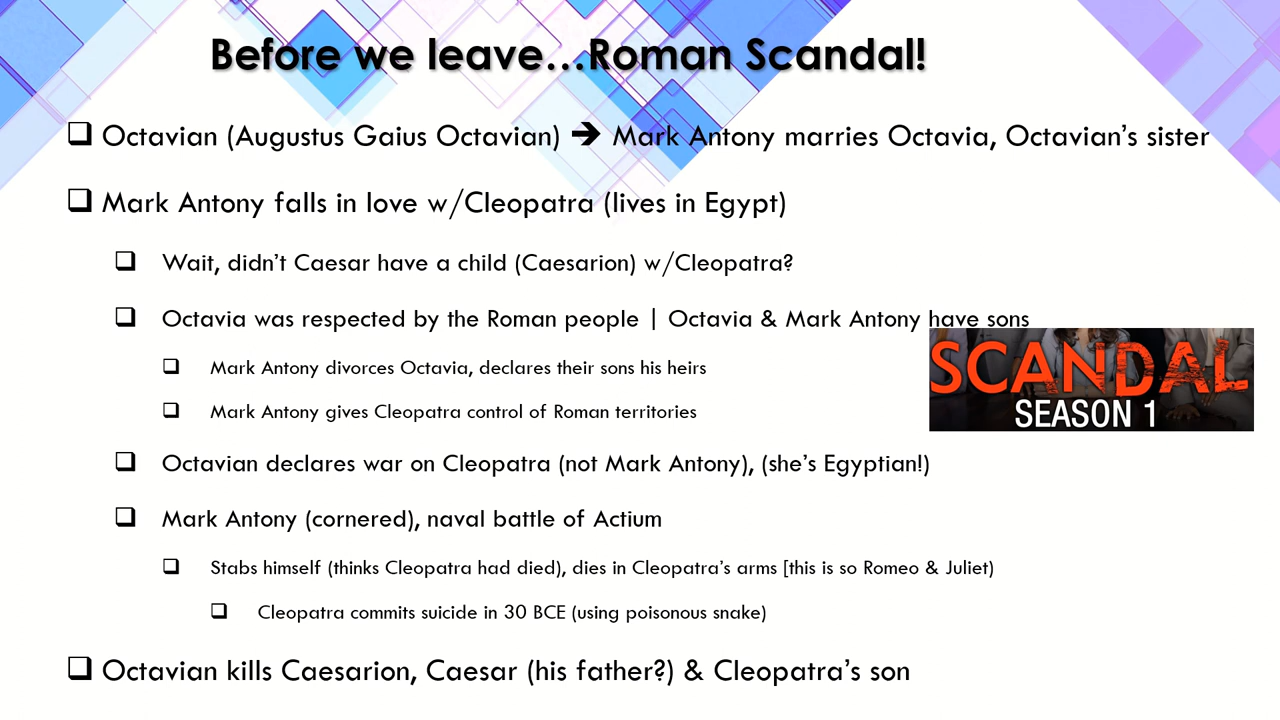 Before we leave…Roman Scandal!
❑ Octavian (Augustus Gaius Octavian) ➔ Mark Antony marries Octavia, Octavian’s sister
❑ Mark Antony falls in love w/Cleopatra (lives in Egypt)
❑ Wait, didn’t Caesar have a child (Caesarion) w/Cleopatra?
❑ Octavia was respected by the Roman people | Octavia & Mark Antony have sons
❑ Mark Antony divorces Octavia, declares their sons his heirs
❑ Mark Antony gives Cleopatra control of Roman territories
SCANDAL
SEASON 1
❑ Octavian declares war on Cleopatra (not Mark Antony), (she’s Egyptian!)
❑ Mark Antony (cornered), naval battle of Actium
❑ Stabs himself (thinks Cleopatra had died), dies in Cleopatra’s arms [this is so Romeo & Juliet)
❑ Cleopatra commits suicide in 30 BCE (using poisonous snake)
❑ Octavian kills Caesarion, Caesar (his father?) & Cleopatra’s son